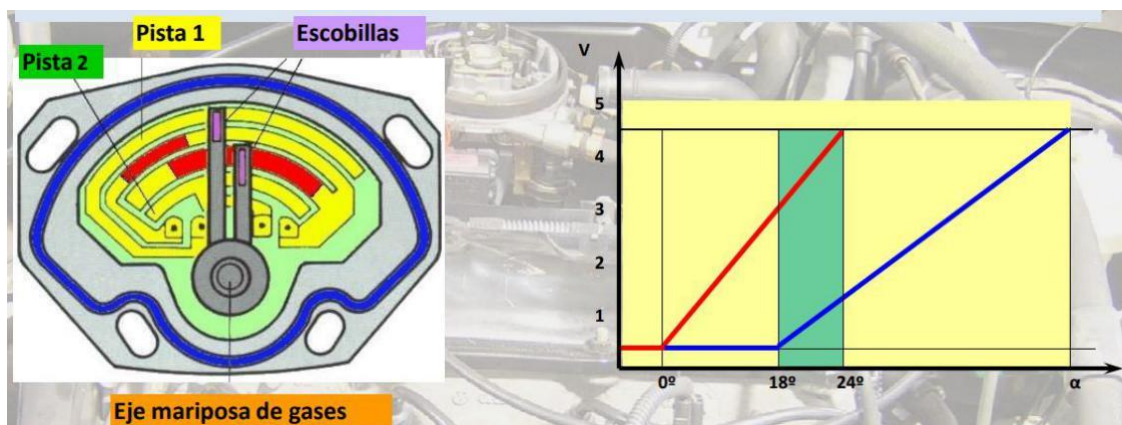 Pista 1
Escobillas
Pista 2
Eje mariposa de gases
V
5
4
3
2
1
0º
18º
24º
α